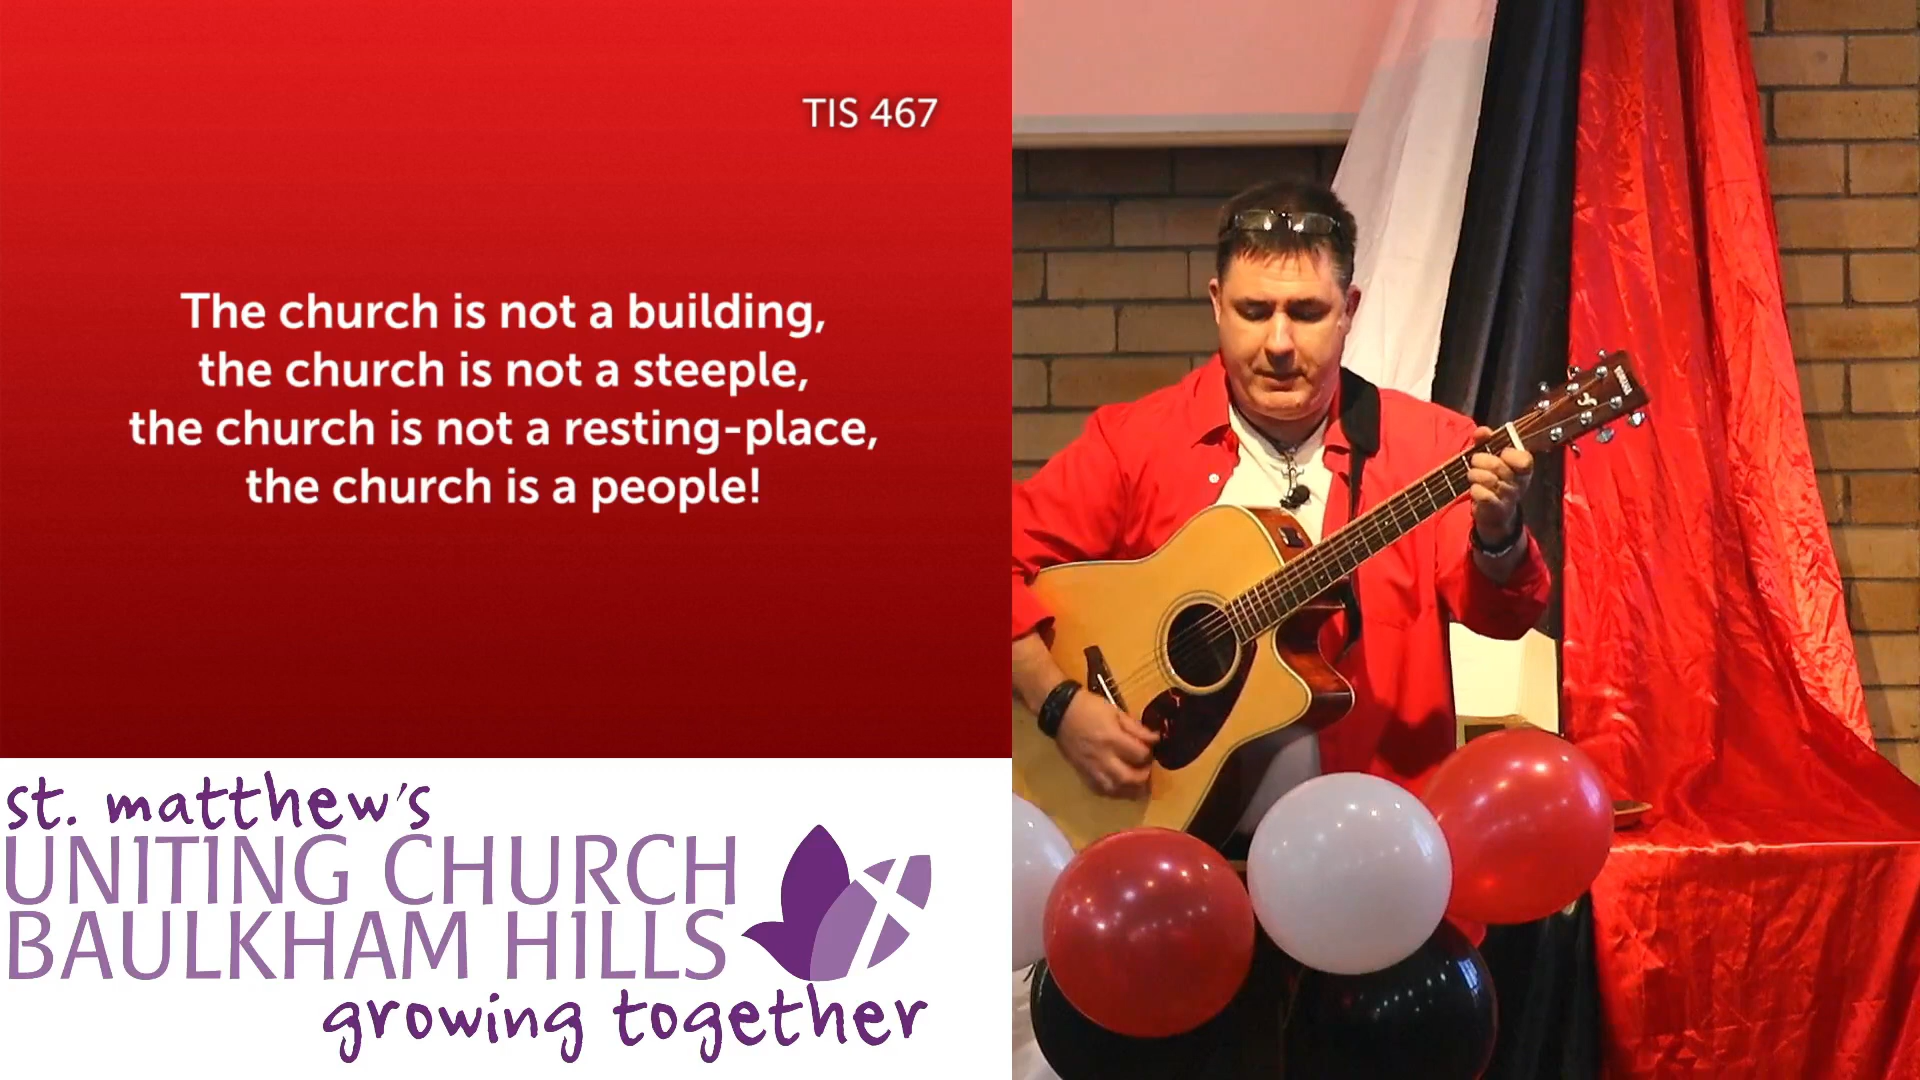 TIS 467
The church is not a building,
the church is not a steeple,
the church is not a resting-place,
the church is a people!
st. matthew's
UNITING CHURCH
BAULKHAM HILLS
growing together
YAMAHA